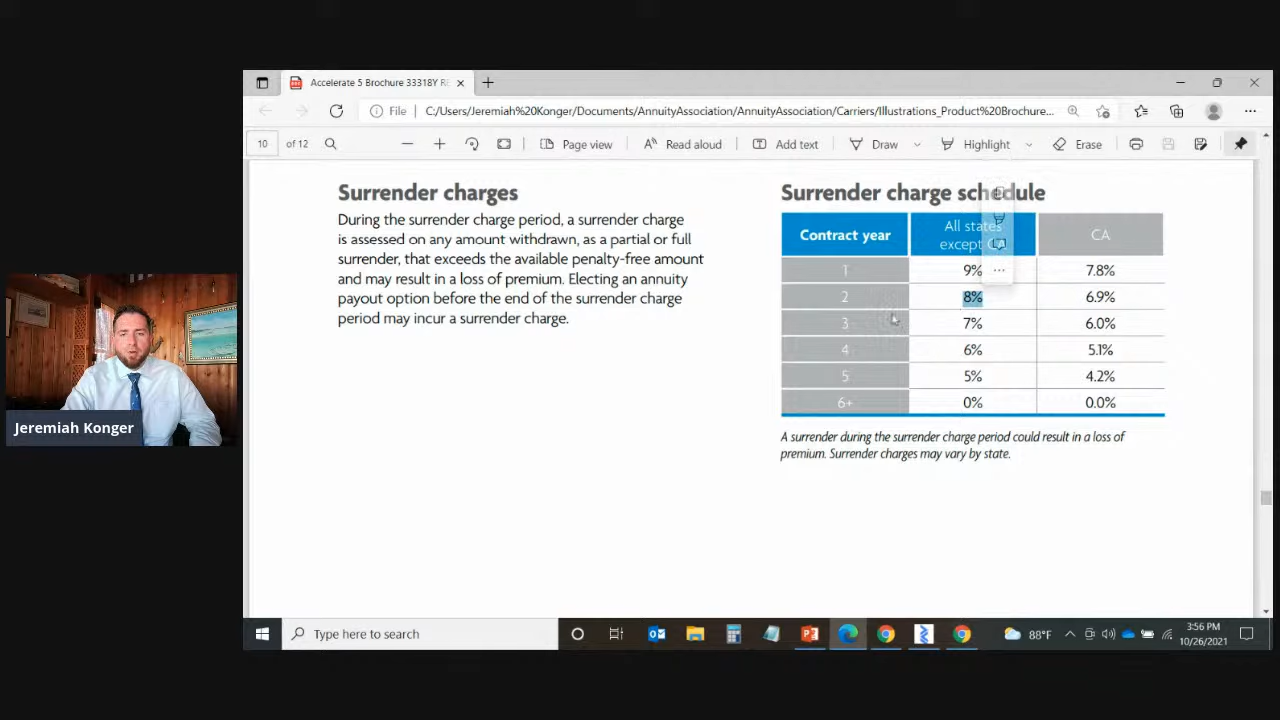 Accelerate 5 Brochure 33318Y RE
File
C:/Users/Jeremiah%20Konger/Documents/AnnuityAssociation/AnnuityAssociation/Carriers/Illustrations_Product%20Brochure...
10 of 12
Page view
Read aloud
Add text
Draw
Highlight
Erase
Surrender charges
During the surrender charge period, a surrender charge
is assessed on any amount withdrawn, as a partial or full
surrender, that exceeds the available penalty-free amount
and may result in a loss of premium. Electing an annuity
payout option before the end of the surrender charge
period may incur a surrender charge.
Surrender charge schedule
Contract year All states CA
except CA
1 9% 7.8%
2 8% 6.9%
3 7% 6.0%
4 6% 5.1%
5 5% 4.2%
6+ 0% 0.0%
A surrender during the surrender charge period could result in a loss of
premium. Surrender charges may vary by state.
Jeremiah Konger
Type here to search
88°F
3:56 PM
10/26/2021